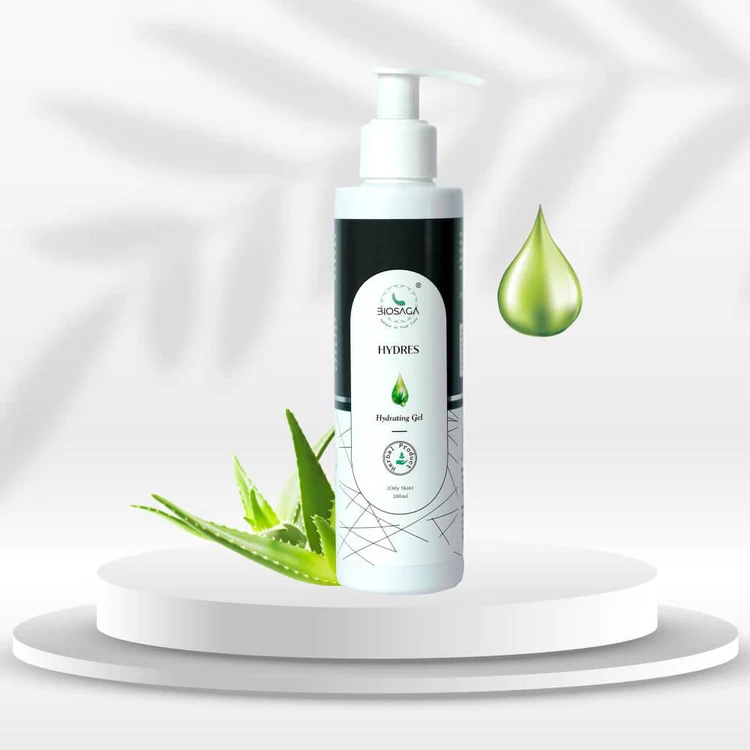 ®
BIOSAGA
HYDRES
Hydrating Gel
Herbal Product
(Oily Skin)
200ml